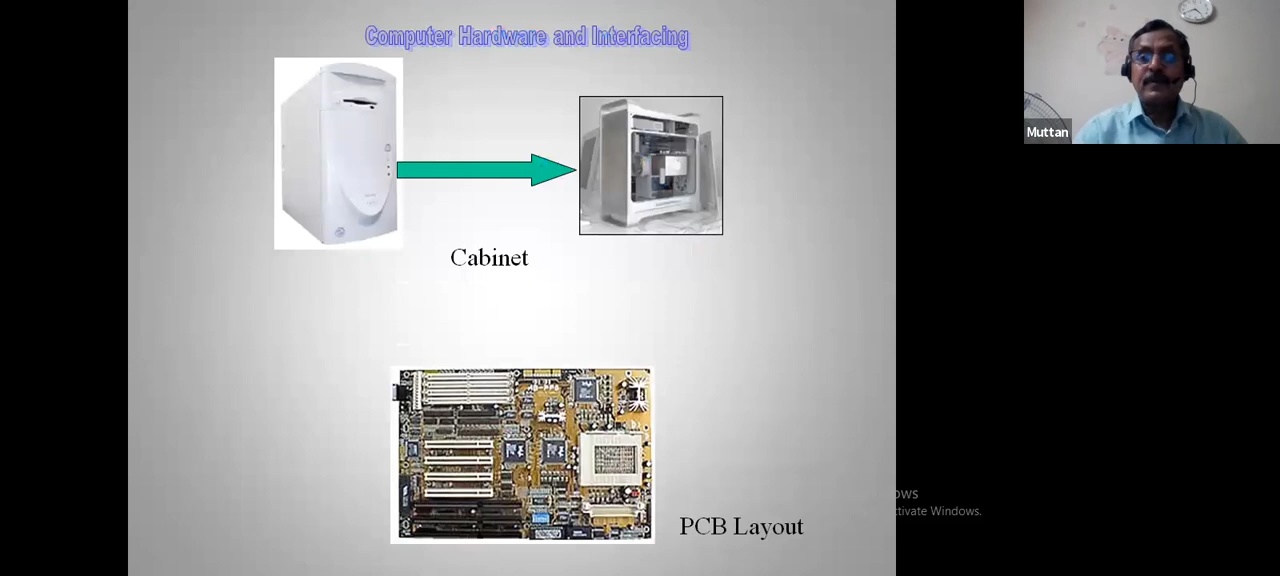 Computer Hardware and Interfacing
Muttan
Cabinet
ows
ctivate Windows.
PCB Layout